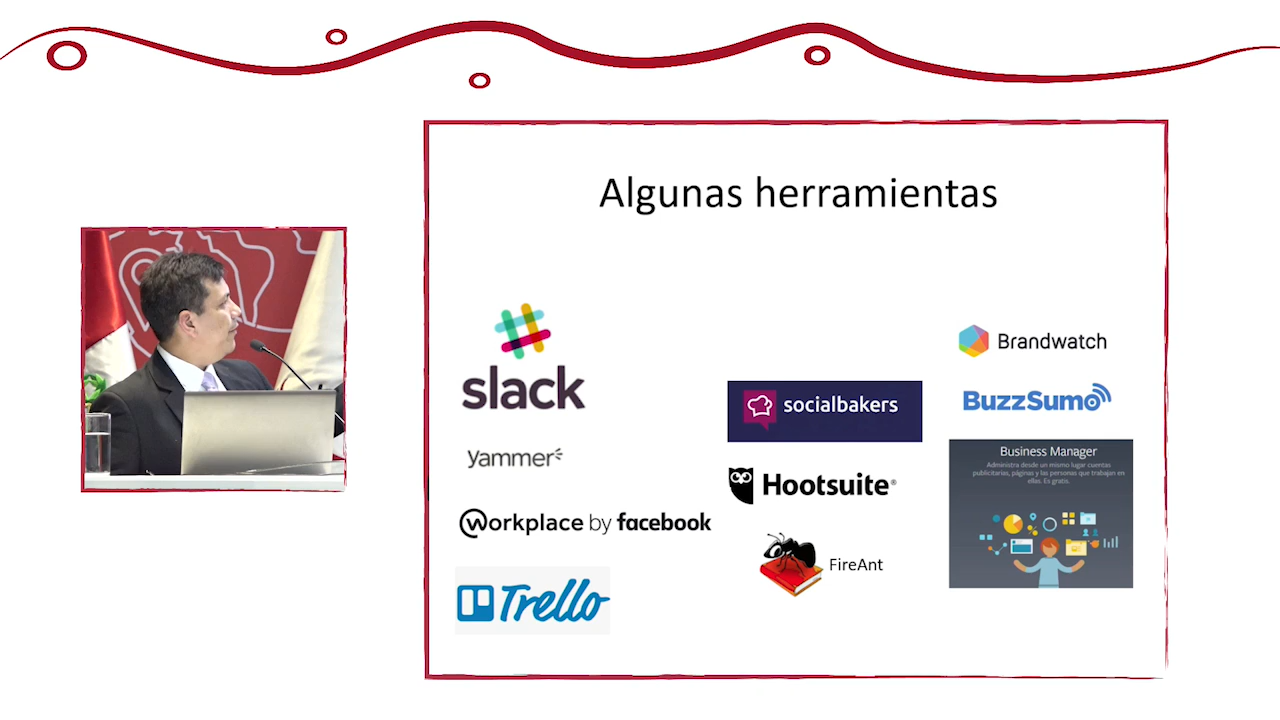 Algunas herramientas
slack
yammer
Workplace by facebook
Trello
socialbakers
Hootsuite®
FireAnt
Brandwatch
BuzzSumo
Business Manager
Administra desde un mismo lugar cuentas
publicitarias, páginas y las personas que trabajan en
ellas. Es gratis.